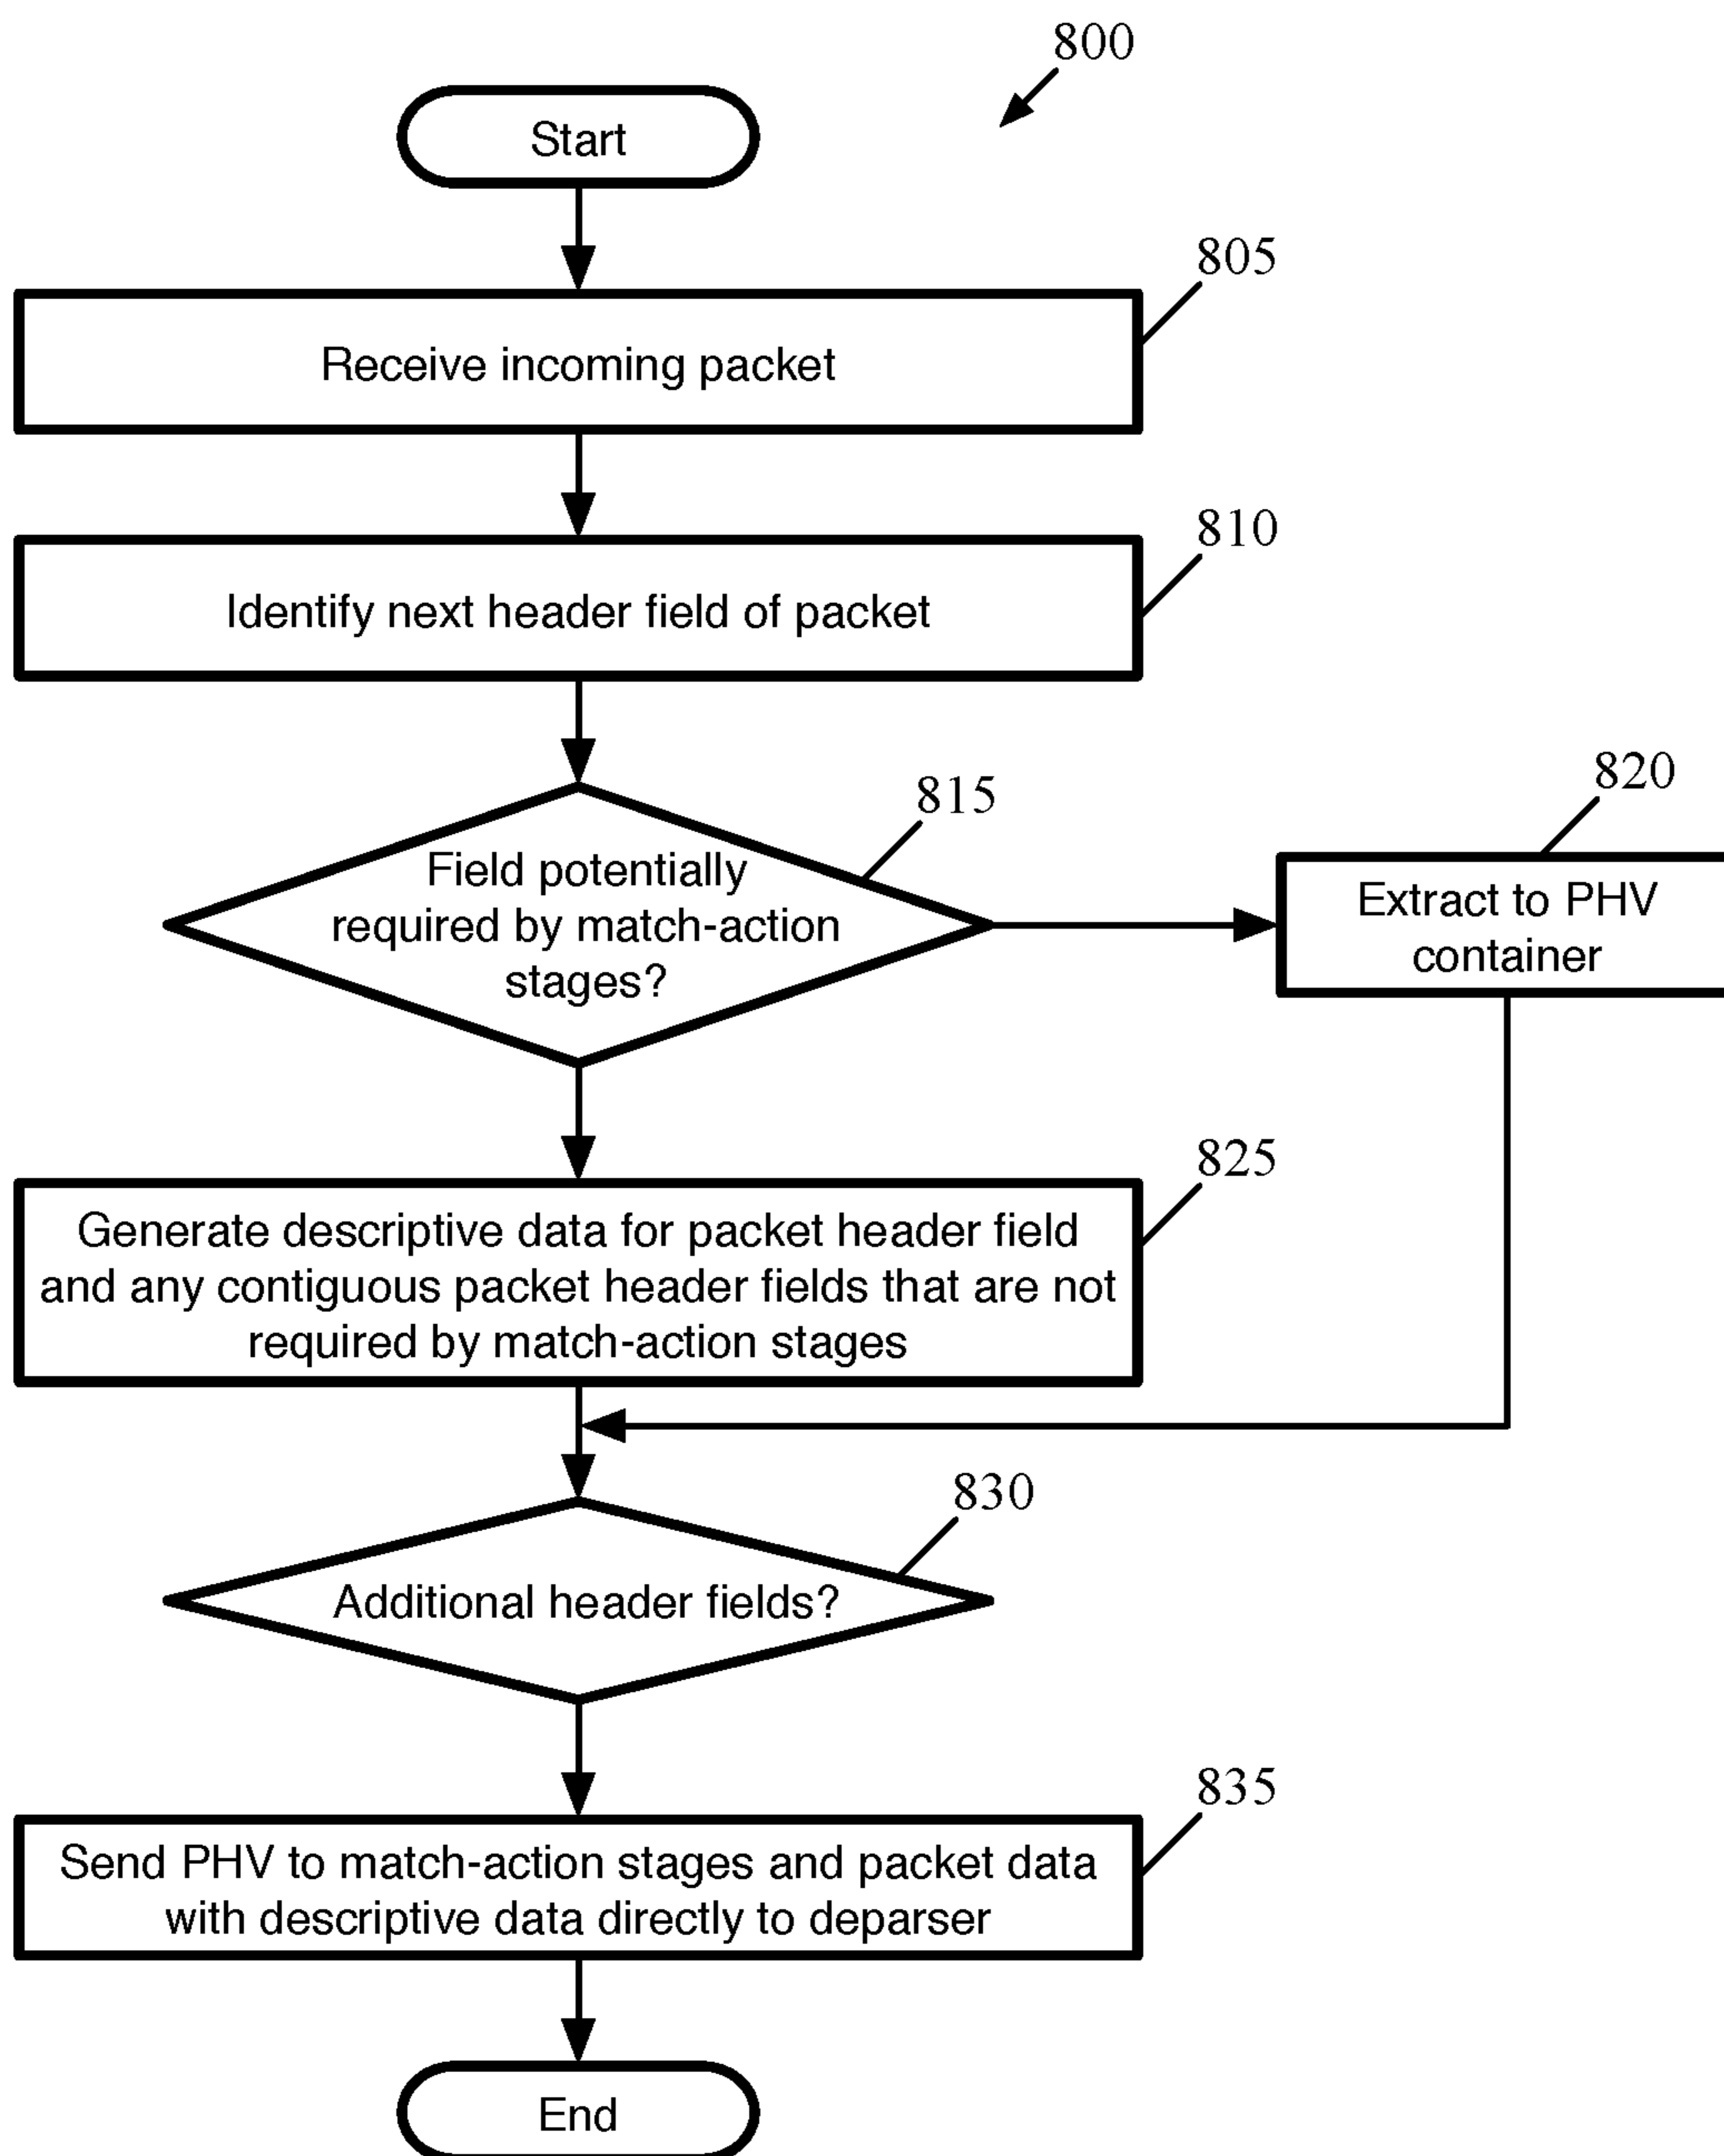 800
Start
805
Receive incoming packet
810
Identify next header field of packet
815
Field potentially
required by match-action
stages?
820
Extract to PHV
container
825
Generate descriptive data for packet header field
and any contiguous packet header fields that are not
required by match-action stages
830
Additional header fields?
835
Send PHV to match-action stages and packet data
with descriptive data directly to deparser
End